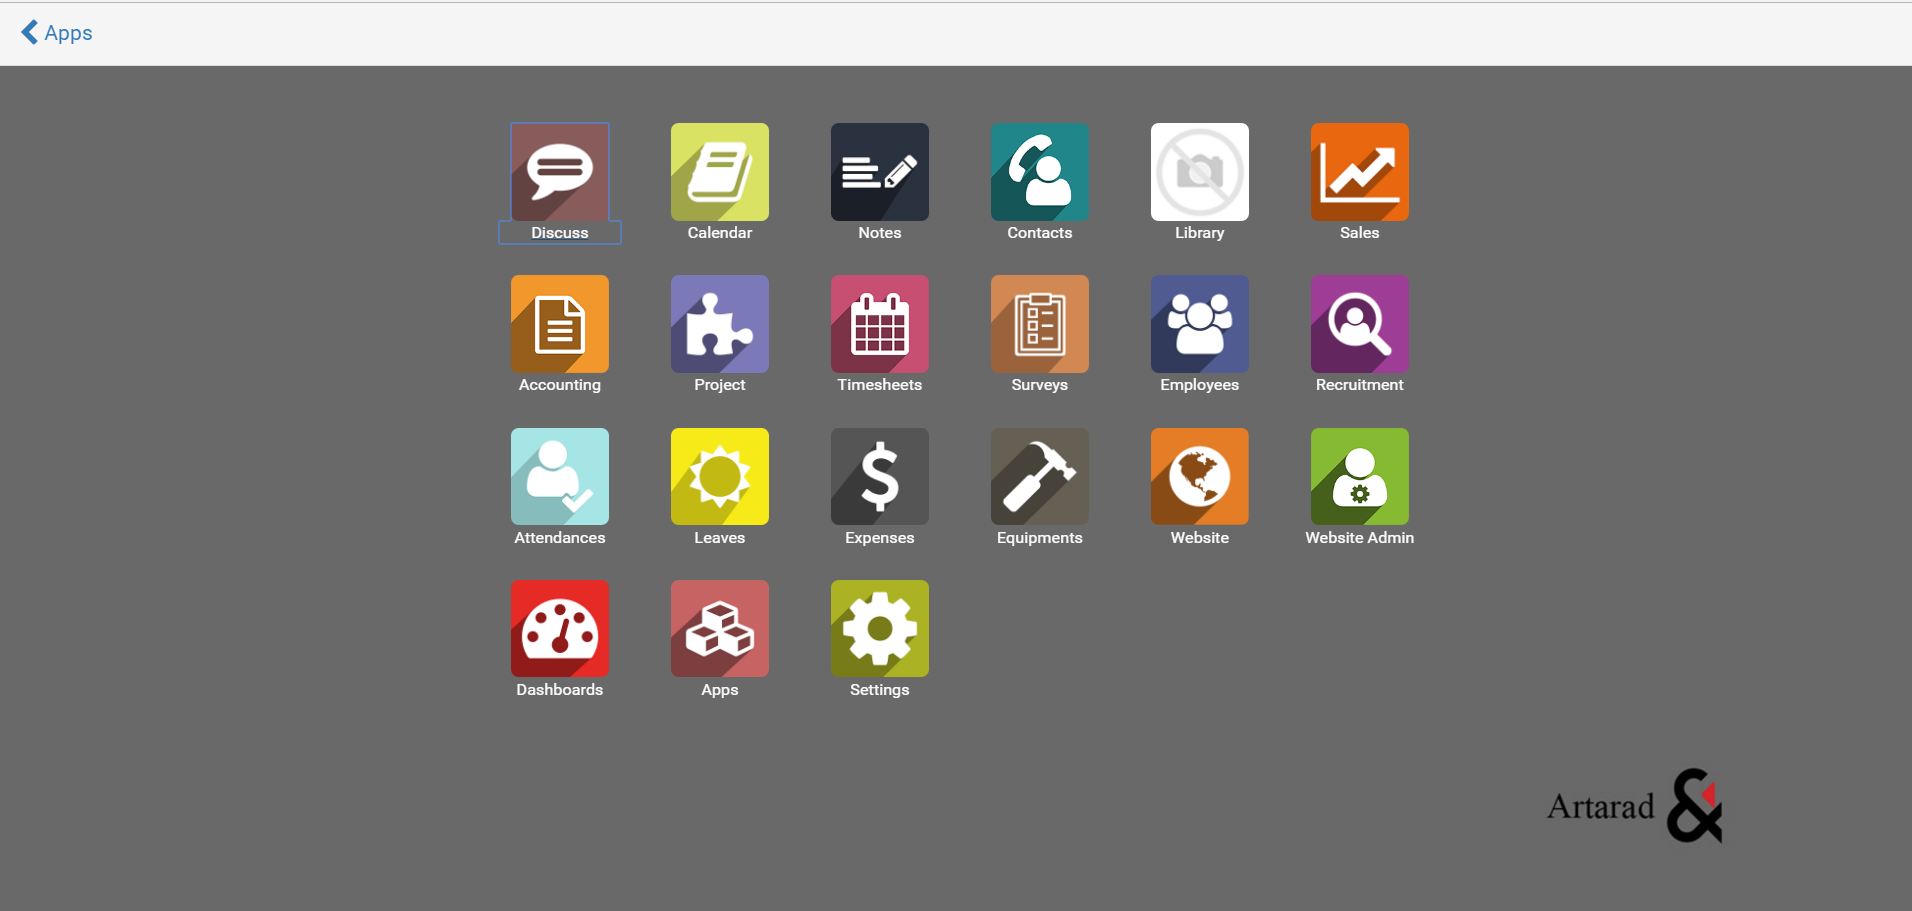 Apps
Discuss
Calendar
Notes
Contacts
Library
Sales
Accounting
Project
Timesheets
Surveys
Employees
Recruitment
Attendances
Leaves
Expenses
Equipments
Website
Website Admin
Dashboards
Apps
Settings
Artarad &